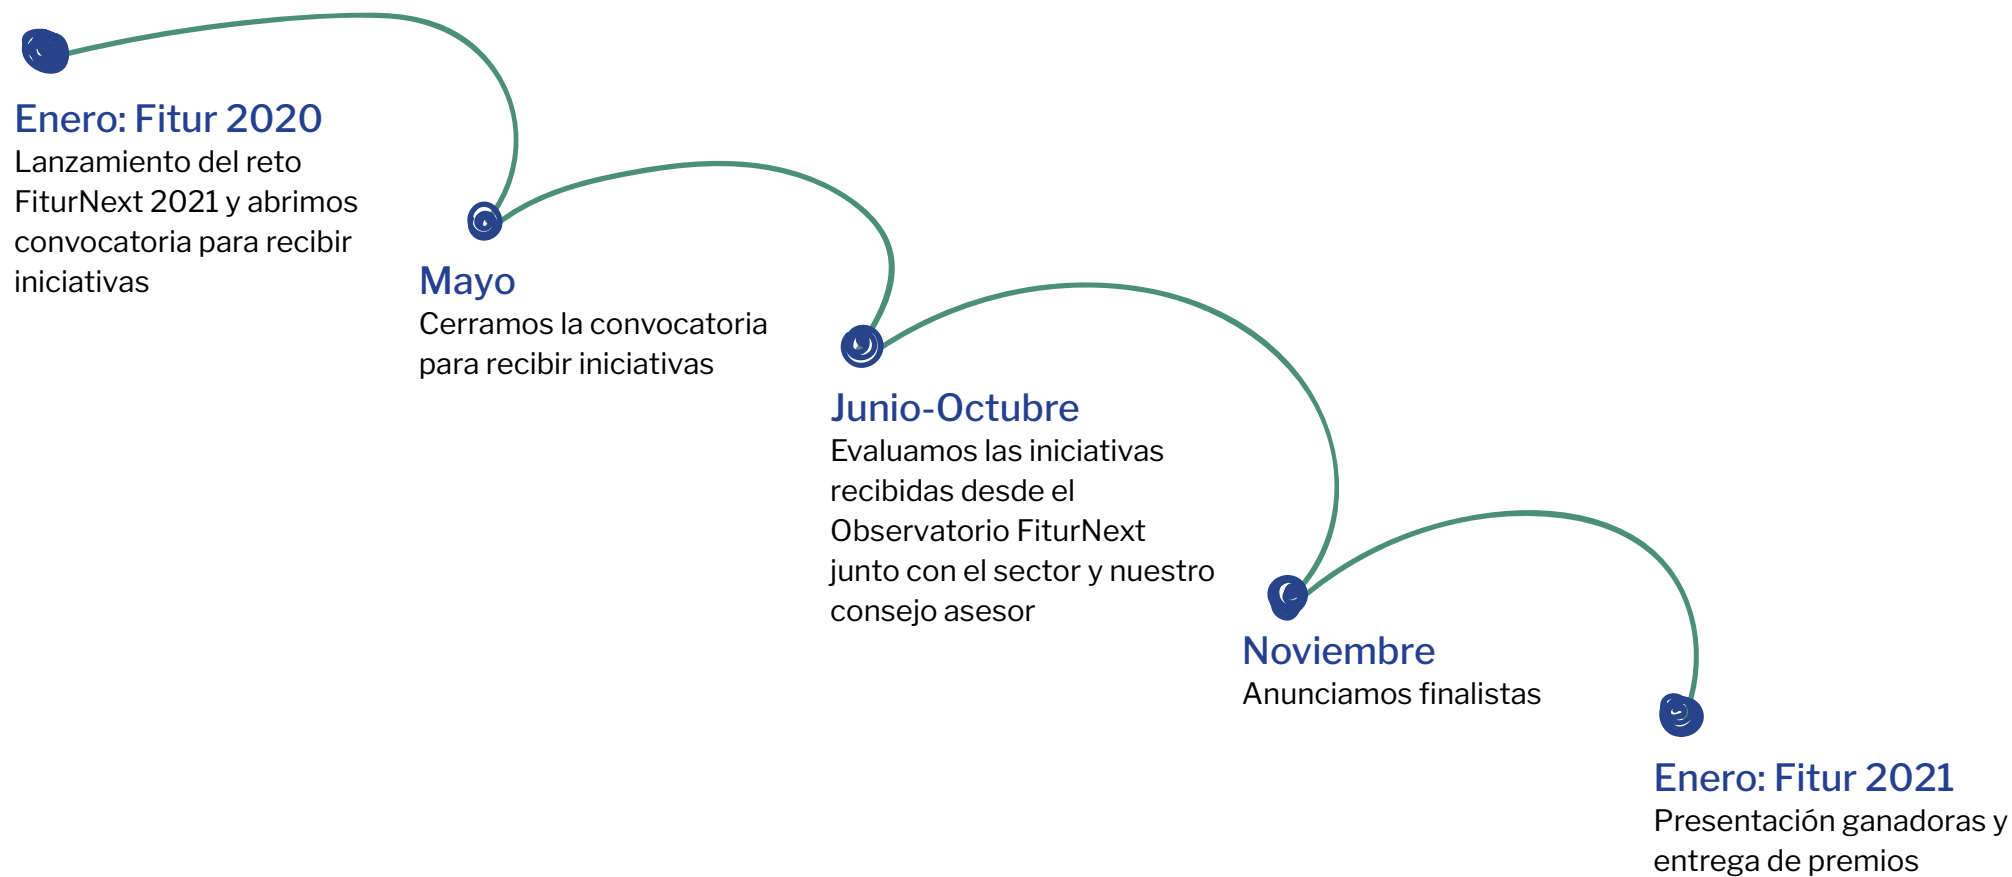 Enero: Fitur 2020
Lanzamiento del reto
FiturNext 2021 y abrimos
convocatoria para recibir
iniciativas
Mayo
Cerramos la convocatoria
para recibir iniciativas
Junio-Octubre
Evaluamos las iniciativas
recibidas desde el
Observatorio FiturNext
junto con el sector y nuestro
consejo asesor
Noviembre
Anunciamos finalistas
Enero: Fitur 2021
Presentación ganadoras y
entrega de premios